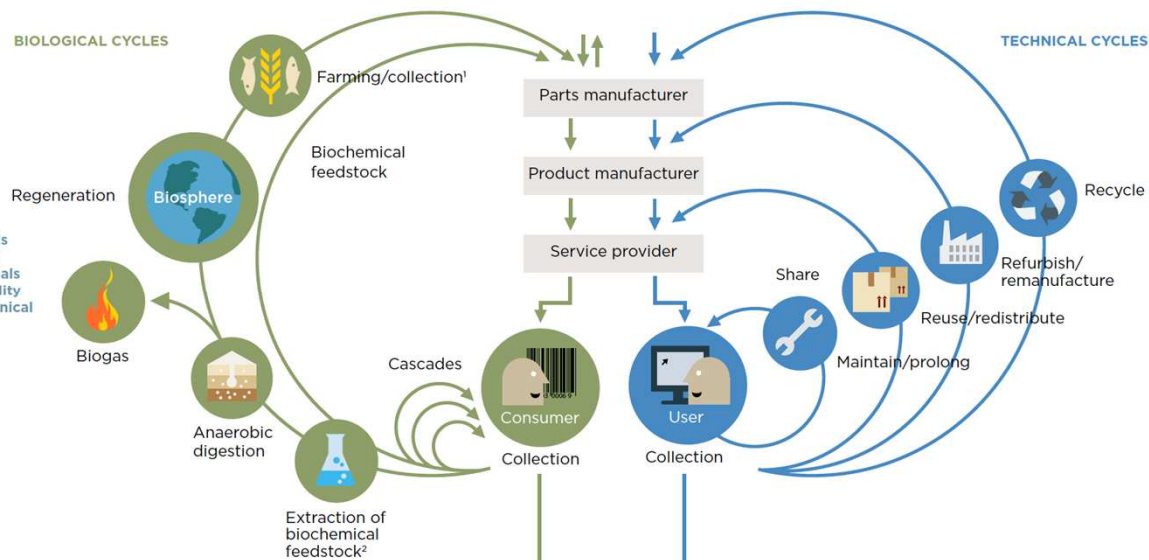 BIOLOGICAL CYCLES
TECHNICAL CYCLES
Farming/collection¹
Parts manufacturer
Biochemical
feedstock
Product manufacturer
Regeneration
Biosphere
Recycle
s
als
lity
nical
Service provider
Share
Refurbish/
remanufacture
Reuse/redistribute
Biogas
Cascades
Maintain/prolong
Consumer
User
Anaerobic
digestion
Collection
Collection
Extraction of
biochemical
feedstock²